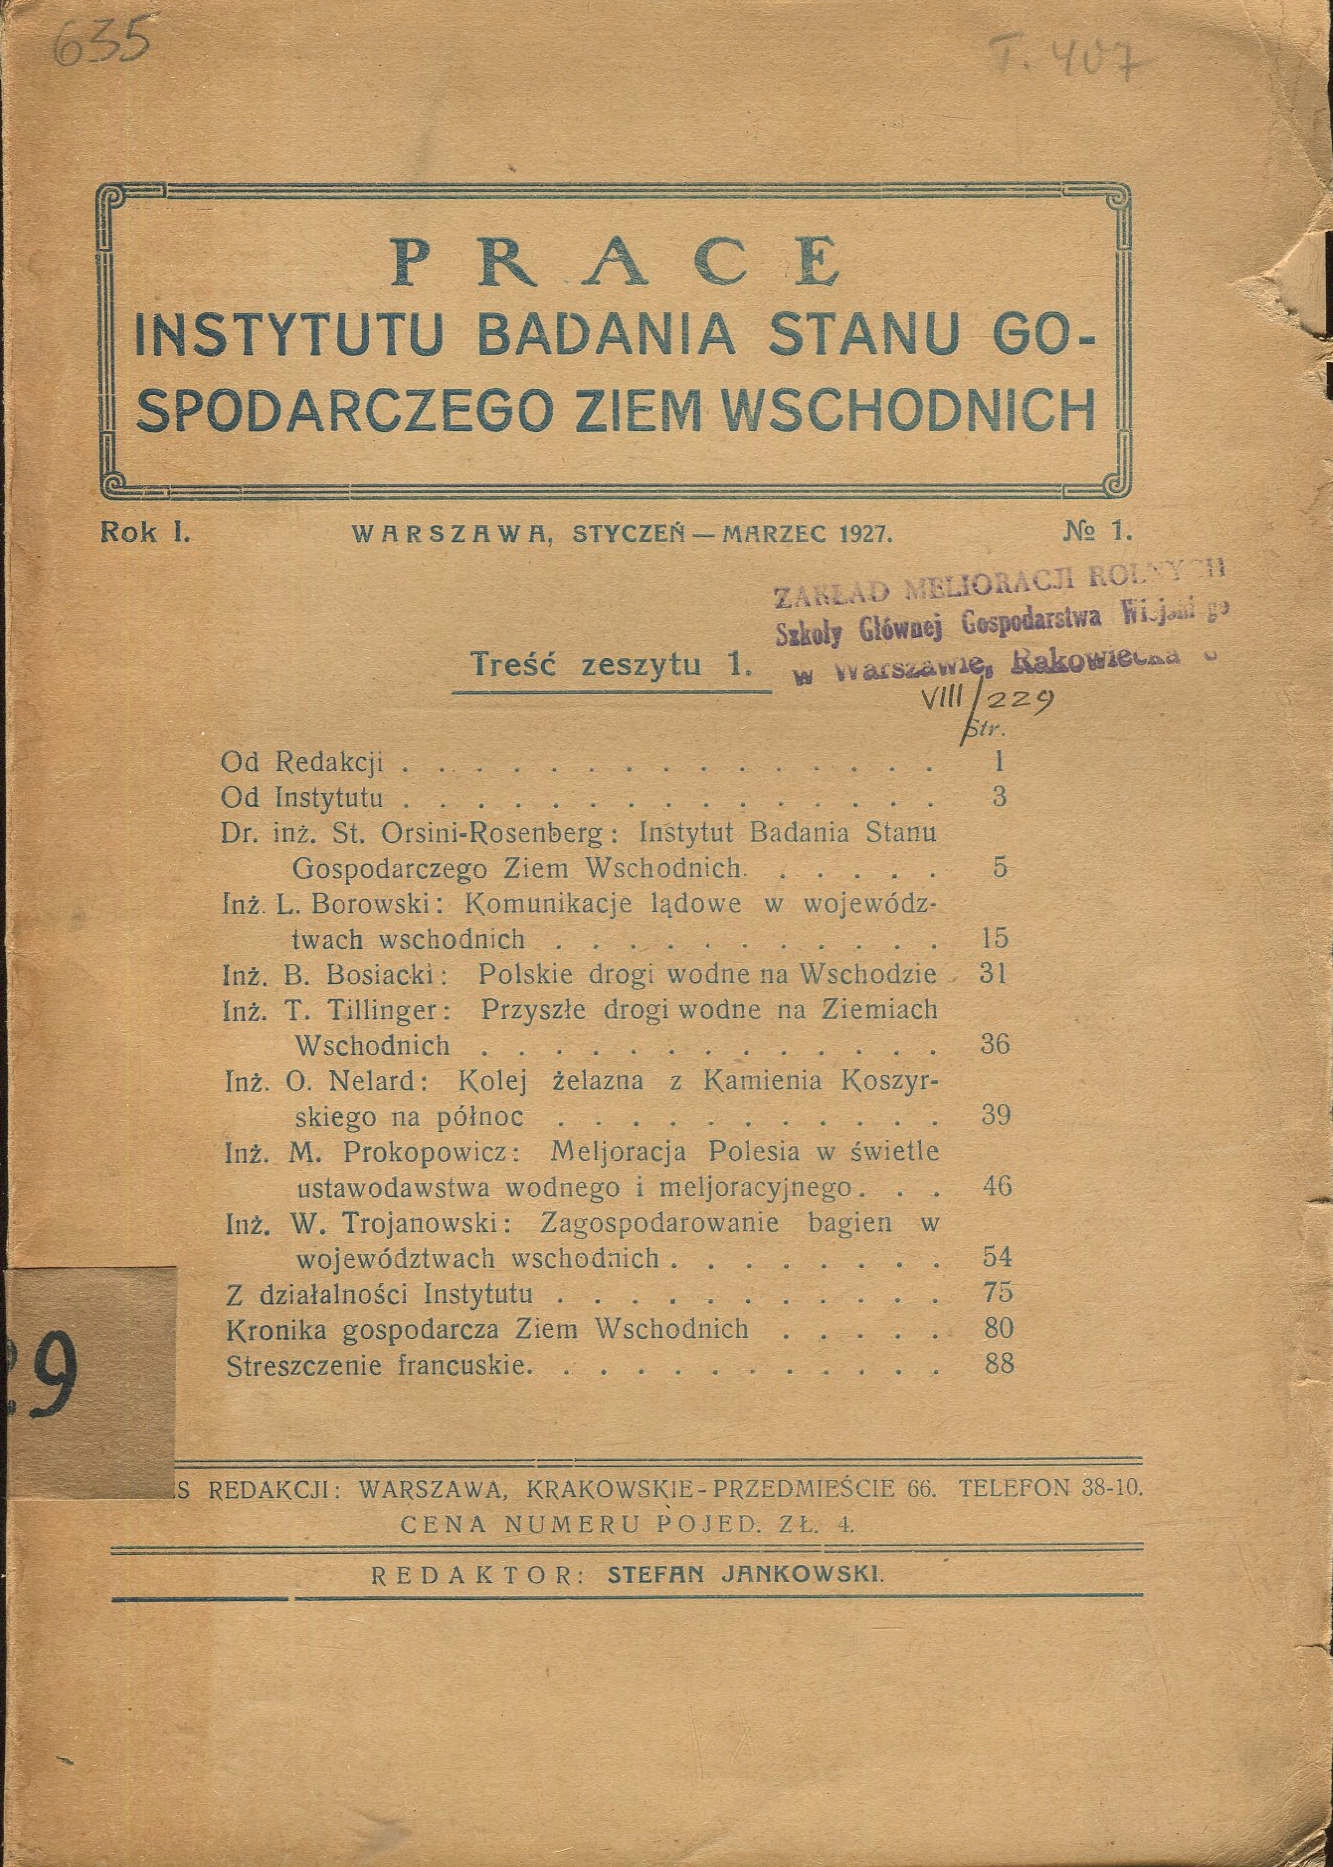 635
T. 407
PRACE
INSTYTUTU BADANIA STANU GO-
SPODARCZEGO ZIEM WSCHODNICH
Rok I. WARSZAWA, STYCZEŃ — MARZEC 1927. № 1.
ZAKŁAD MELIORACJI ROLNYCH
Szkoły Głównej Gospodarstwa Wiejskiego
w Warszawie, Rakowiecka
Treść zeszytu 1.
VIII/229
Str.
Od Redakcji . . . . . . . . . . . . . . . 1
Od Instytutu . . . . . . . . . . . . . . . 3
Dr. inż. St. Orsini-Rosenberg: Instytut Badania Stanu
Gospodarczego Ziem Wschodnich. . . . . . 5
Inż. L. Borowski: Komunikacje lądowe w wojewódz-
twach wschodnich . . . . . . . . . . . 15
Inż. B. Bosiacki: Polskie drogi wodne na Wschodzie . 31
Inż. T. Tillinger: Przyszłe drogi wodne na Ziemiach
Wschodnich . . . . . . . . . . . . . 36
Inż. O. Nelard: Kolej żelazna z Kamienia Koszyr-
skiego na północ . . . . . . . . . . . 39
Inż. M. Prokopowicz: Meljoracja Polesia w świetle
ustawodawstwa wodnego i meljoracyjnego. . . 46
Inż. W. Trojanowski: Zagospodarowanie bagien w
województwach wschodnich . . . . . . . . 54
Z działalności Instytutu . . . . . . . . . . . 75
Kronika gospodarcza Ziem Wschodnich . . . . . 80
Streszczenie francuskie. . . . . . . . . . . . 88
9
S REDAKCJI: WARSZAWA, KRAKOWSKIE-PRZEDMIEŚCIE 66. TELEFON 38-10.
CENA NUMERU POJED. ZŁ. 4.
REDAKTOR: STEFAN JANKOWSKI.